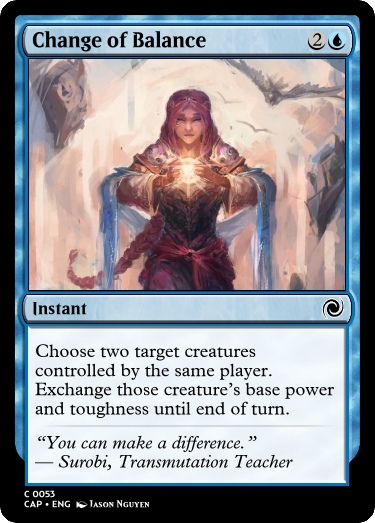 Change of Balance 2
Instant
Choose two target creatures
controlled by the same player.
Exchange those creature's base power
and toughness until end of turn.
“You can make a difference.”
— Surobi, Transmutation Teacher
C 0053
CAP • ENG Jason Nguyen